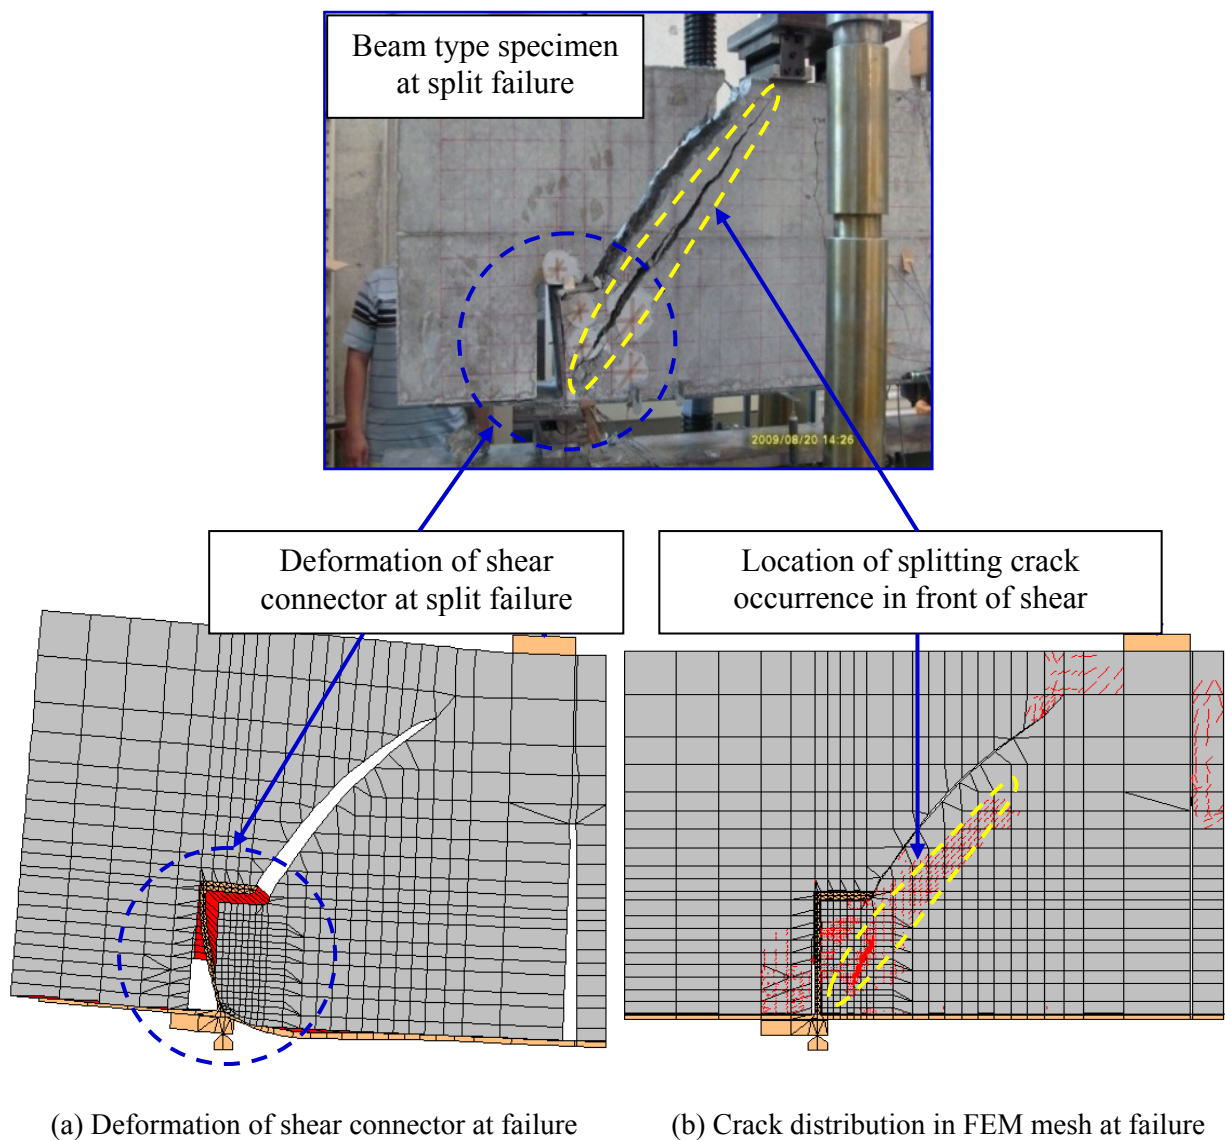 Beam type specimen
at split failure
2009/08/20 14:26
Deformation of shear
connector at split failure
Location of splitting crack
occurrence in front of shear
(a) Deformation of shear connector at failure
(b) Crack distribution in FEM mesh at failure